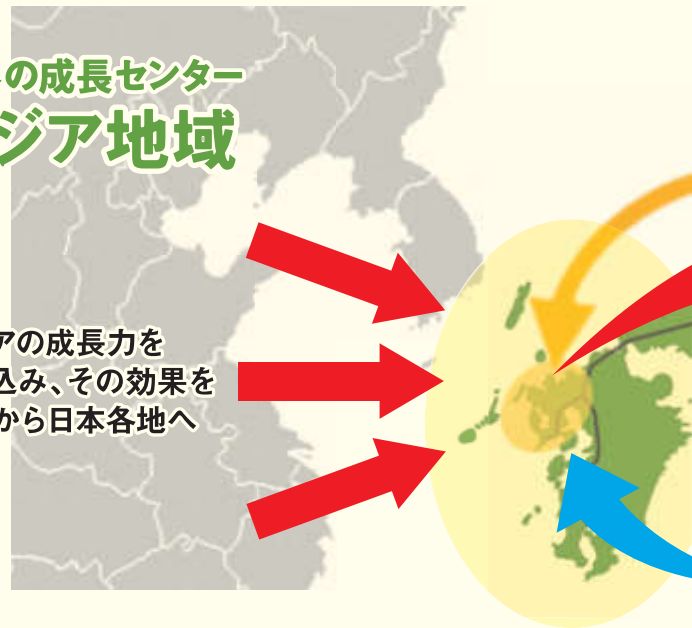 の成長センター
ジア地域
アの成長力を
込み、その効果を
から日本各地へ